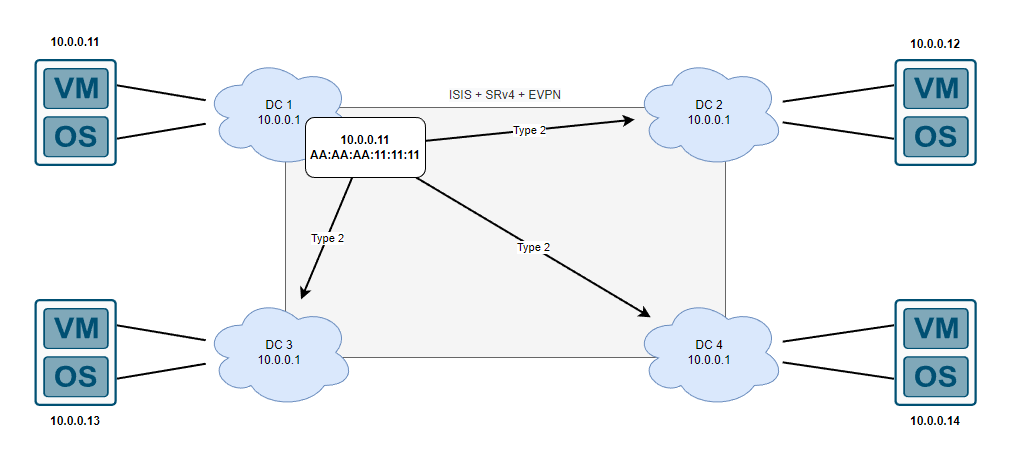 10.0.0.11
10.0.0.12
VM
OS
DC 1
10.0.0.1
ISIS + SRv4 + EVPN
DC 2
10.0.0.1
VM
OS
10.0.0.11
AA:AA:AA:11:11:11
Type 2
Type 2
Type 2
VM
OS
DC 3
10.0.0.1
DC 4
10.0.0.1
VM
OS
10.0.0.13
10.0.0.14